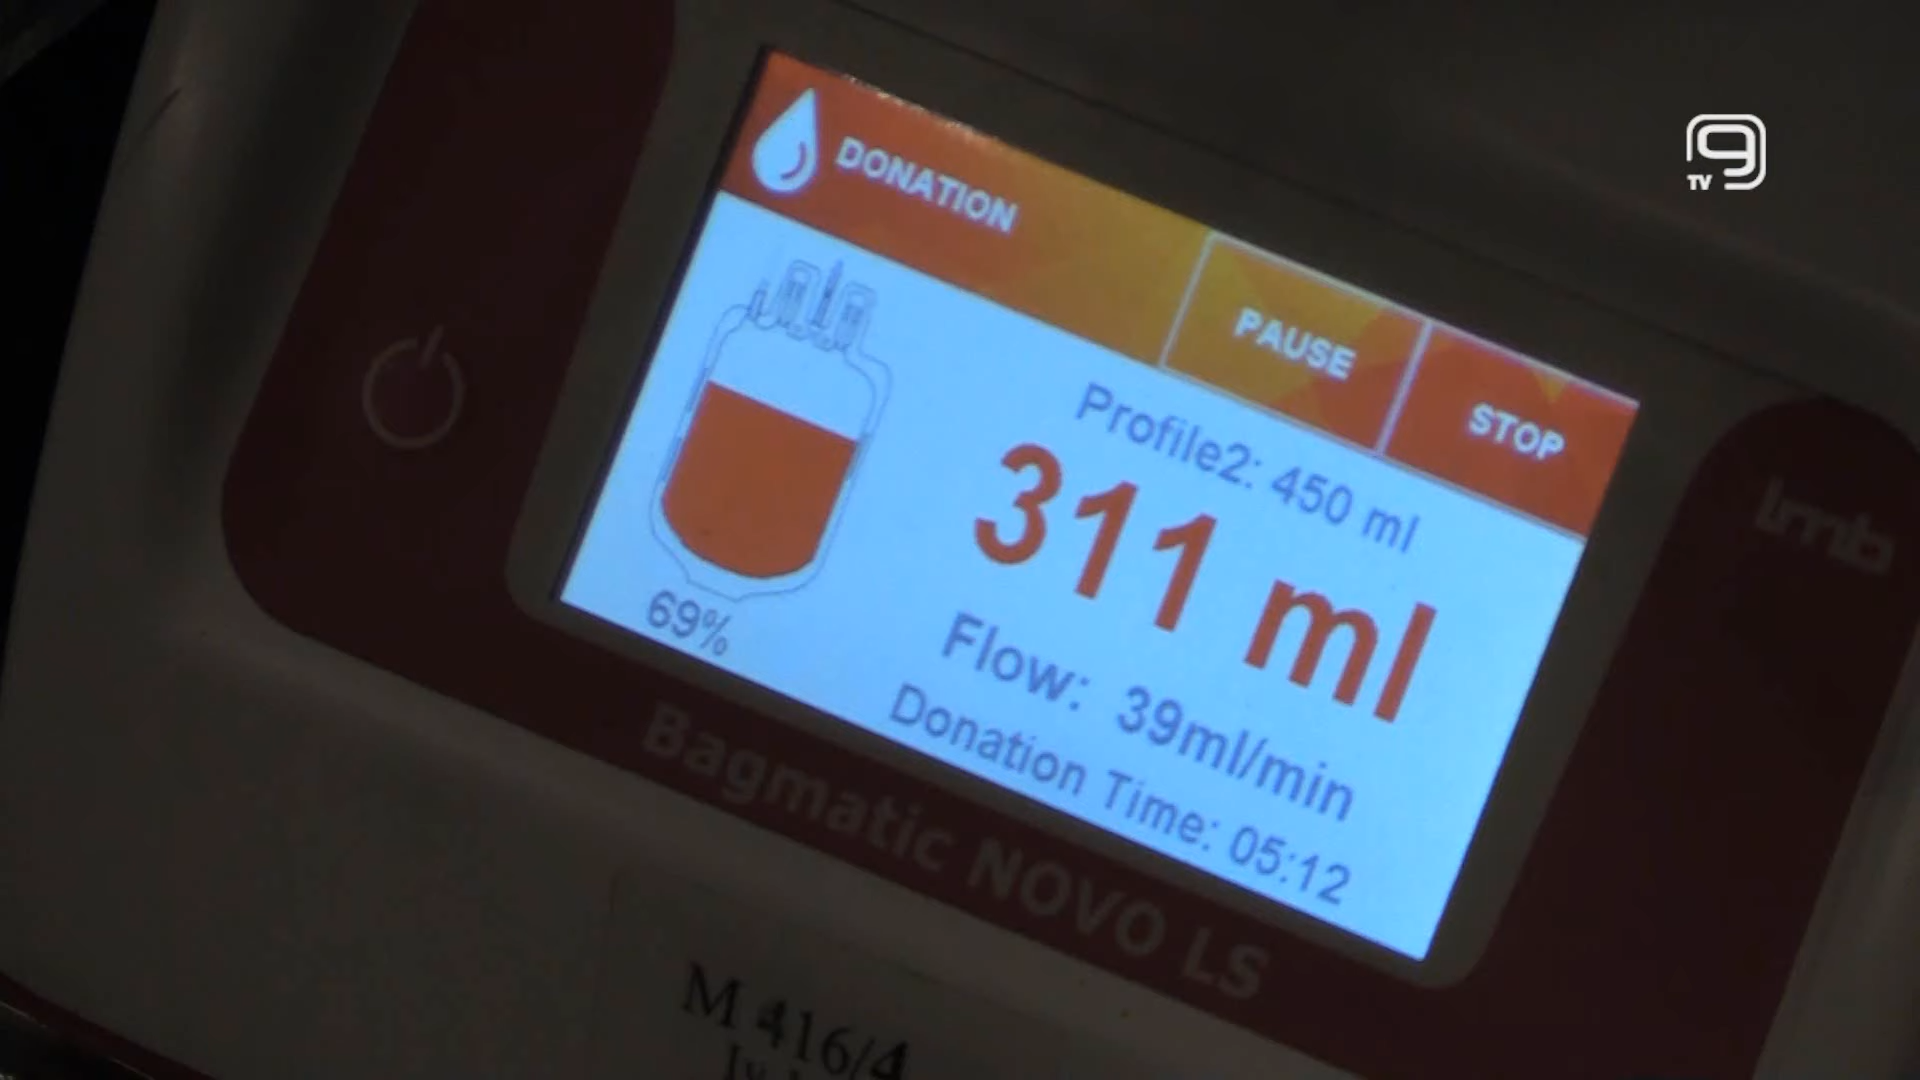 9
TV
DONATION
PAUSE
STOP
Profile2: 450 ml
311 ml
Flow: 39ml/min
Donation Time: 05:12
69%
lmb
Bagmatic NOVO LS
M 416/4